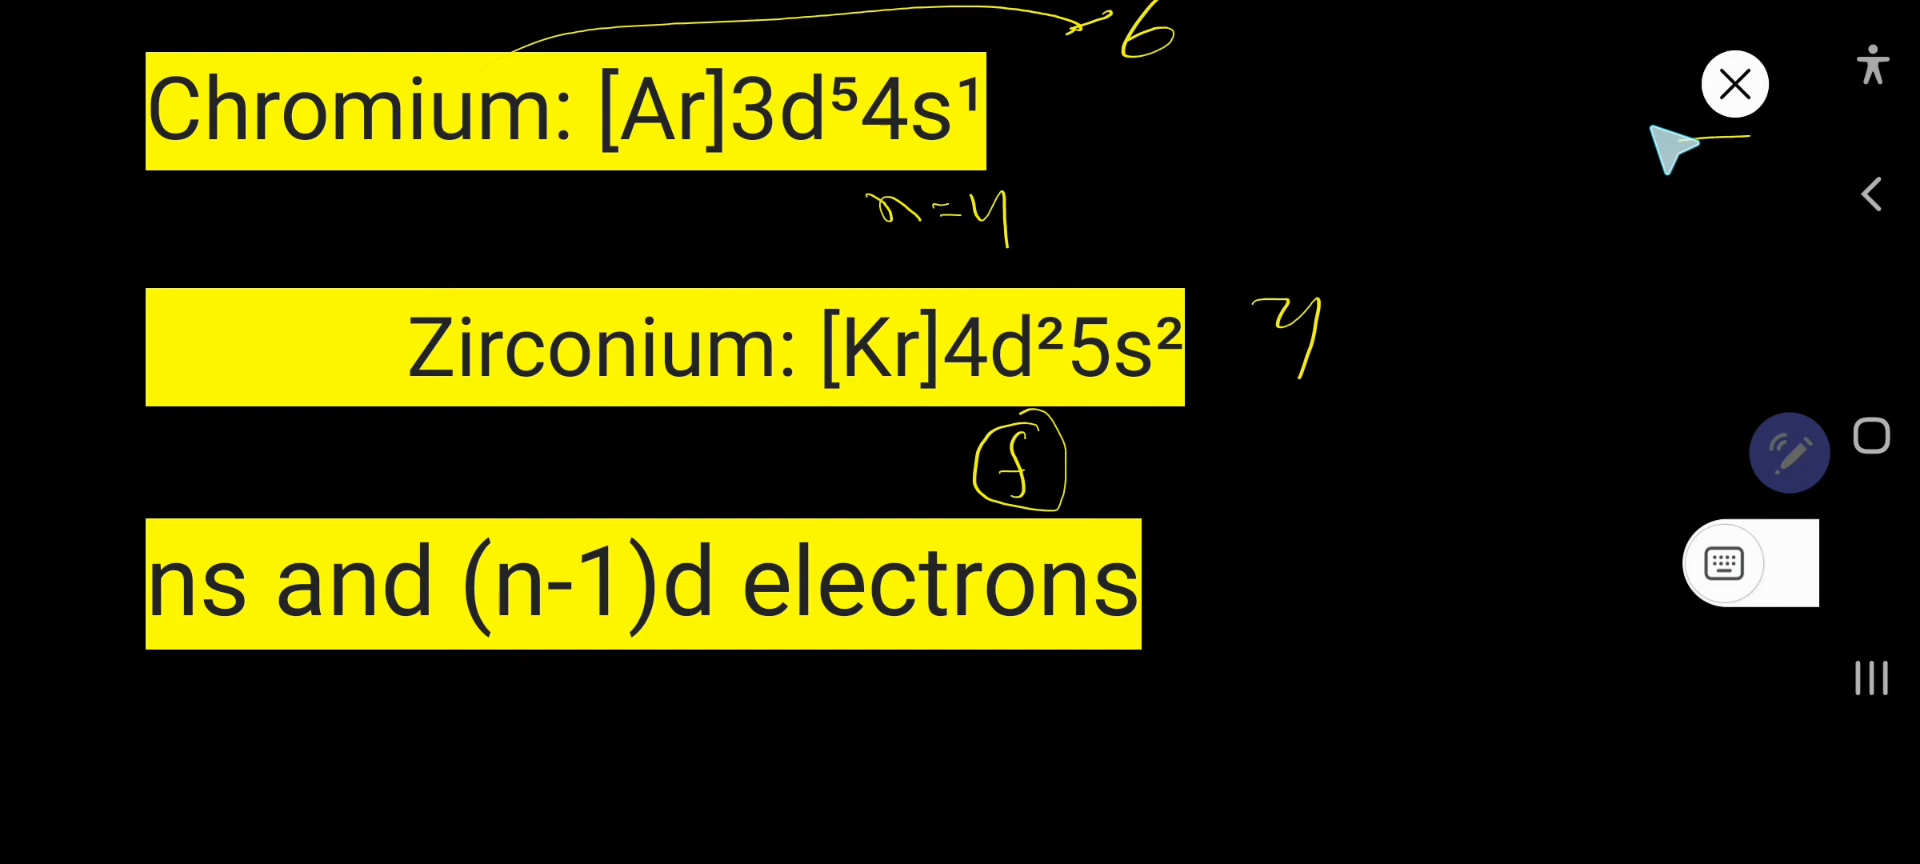 6
Chromium: [Ar]3d⁵4s¹
n=4
Zirconium: [Kr]4d²5s² 4
f
ns and (n-1)d electrons